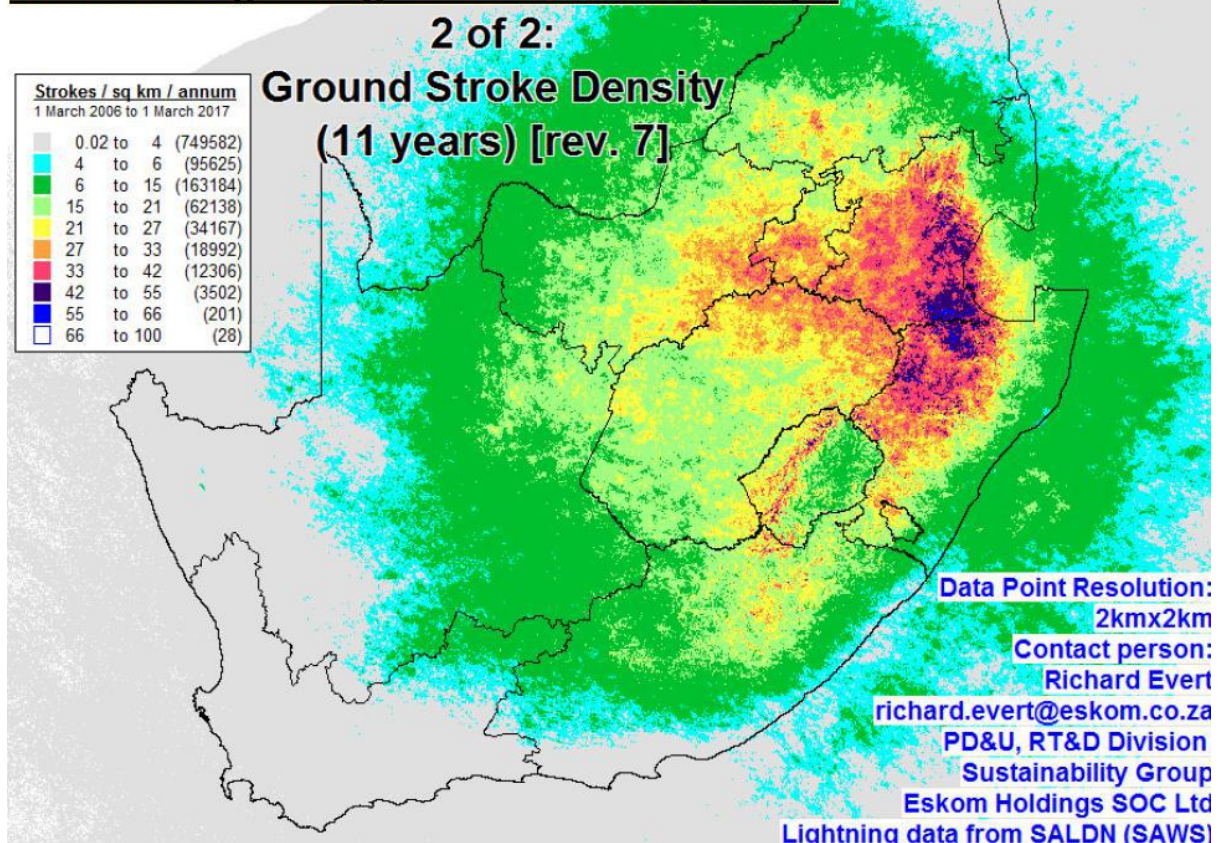 2 of 2:
Ground Stroke Density
(11 years) [rev. 7]
Strokes / sq km / annum
1 March 2006 to 1 March 2017
0.02 to 4 (749582)
4 to 6 (95625)
6 to 15 (163184)
15 to 21 (62138)
21 to 27 (34167)
27 to 33 (18992)
33 to 42 (12306)
42 to 55 (3502)
55 to 66 (201)
66 to 100 (28)
Data Point Resolution:
2kmx2km
Contact person:
Richard Evert
richard.evert@eskom.co.za
PD&U, RT&D Division
Sustainability Group
Eskom Holdings SOC Ltd
Lightning data from SALDN (SAWS)